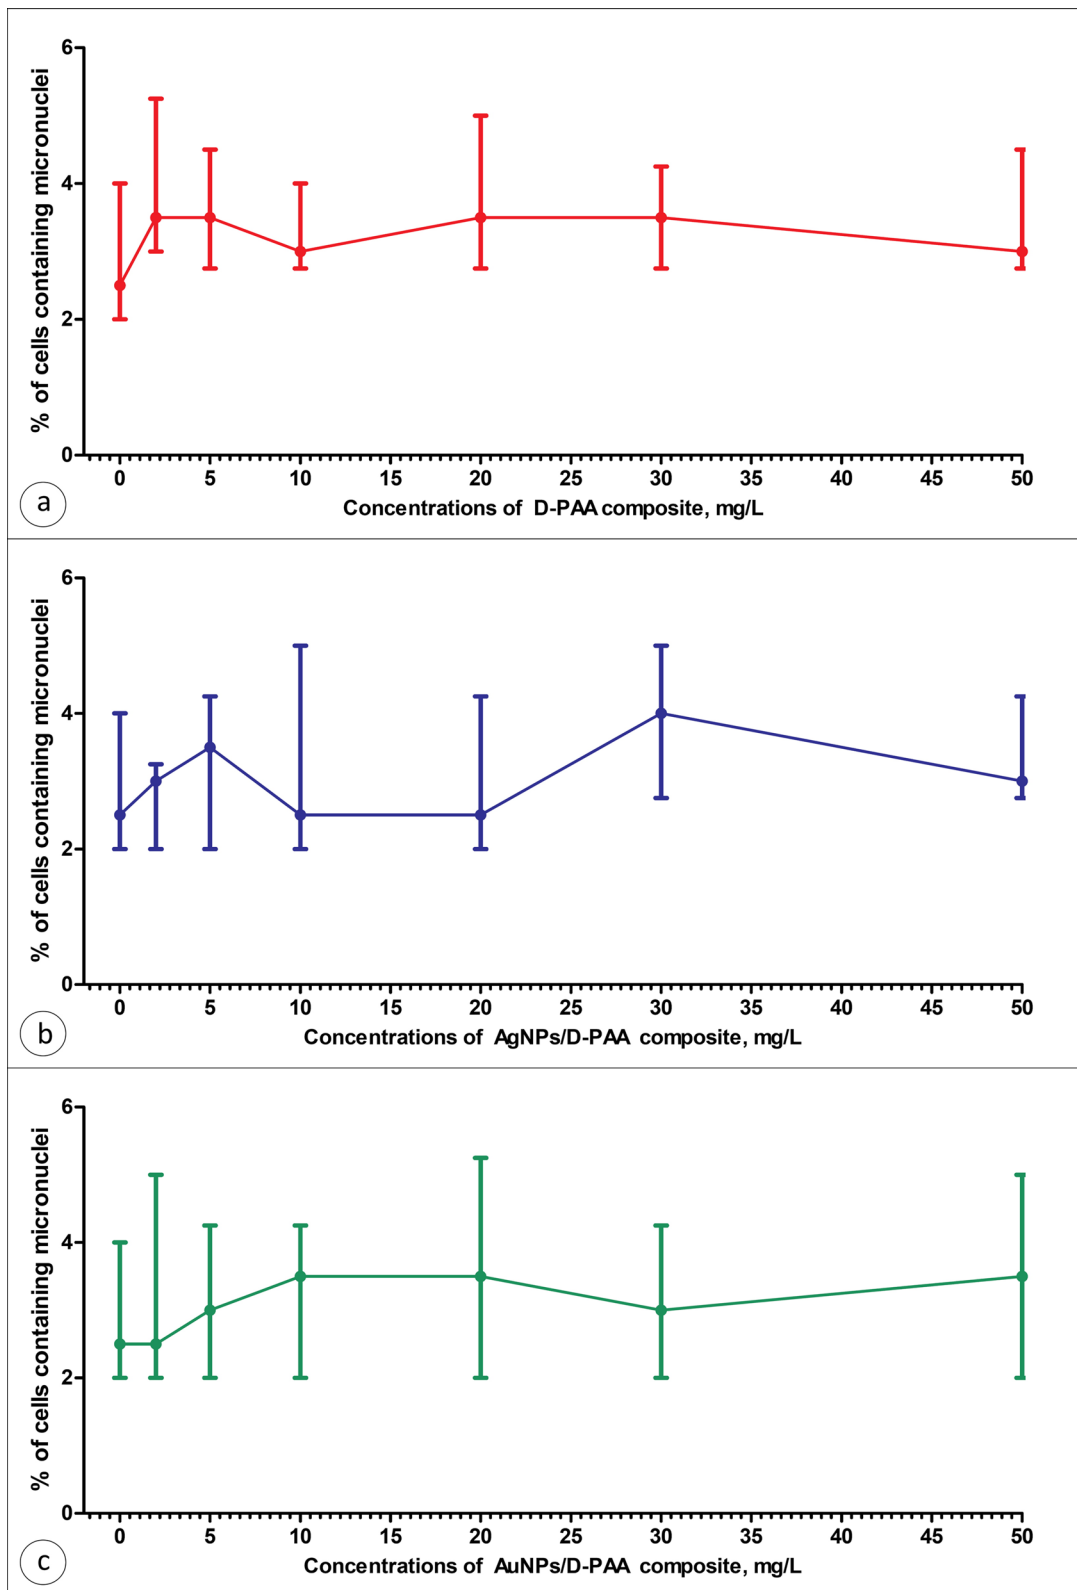 % of cells containing micronuclei
6
4
2
0
0 5 10 15 20 25 30 35 40 45 50
Concentrations of D-PAA composite, mg/L
a
% of cells containing micronuclei
6
4
2
0
0 5 10 15 20 25 30 35 40 45 50
Concentrations of AgNPs/D-PAA composite, mg/L
b
% of cells containing micronuclei
6
4
2
0
0 5 10 15 20 25 30 35 40 45 50
Concentrations of AuNPs/D-PAA composite, mg/L
c